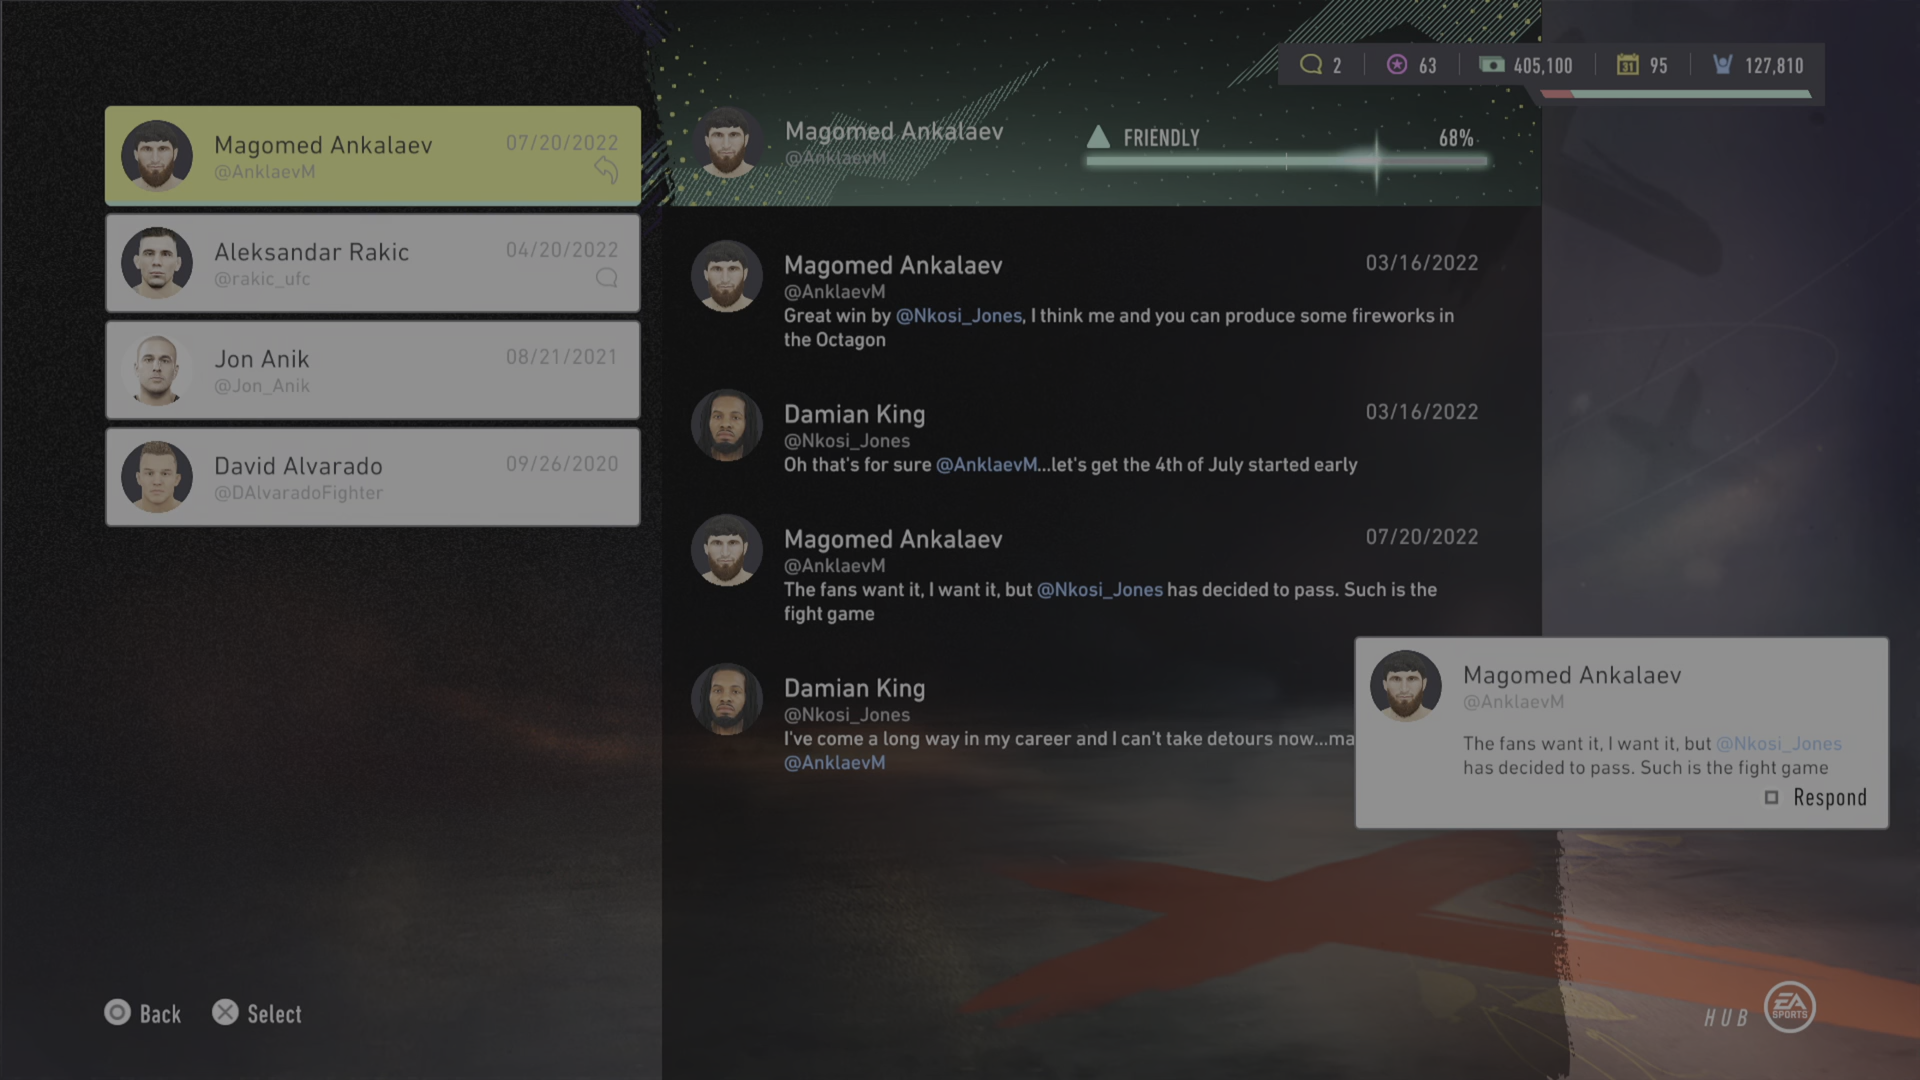 2
63
405,100
31
95
127,810
Magomed Ankalaev
07/20/2022
@AnklaevM
Aleksandar Rakic
04/20/2022
@rakic_ufc
Jon Anik
08/21/2021
@Jon_Anik
David Alvarado
09/26/2020
@DAlvaradoFighter
Magomed Ankalaev
@AnklaevM
FRIENDLY
68%
Magomed Ankalaev
03/16/2022
@AnklaevM
Great win by @Nkosi_Jones, I think me and you can produce some fireworks in
the Octagon
Damian King
03/16/2022
@Nkosi_Jones
Oh that's for sure @AnklaevM...let's get the 4th of July started early
Magomed Ankalaev
07/20/2022
@AnklaevM
The fans want it, I want it, but @Nkosi_Jones has decided to pass. Such is the
fight game
Damian King
@Nkosi_Jones
I've come a long way in my career and I can't take detours now...ma
@AnklaevM
Magomed Ankalaev
@AnklaevM
The fans want it, I want it, but @Nkosi_Jones
has decided to pass. Such is the fight game
Respond
Back
Select
HUB
EA
SPORTS